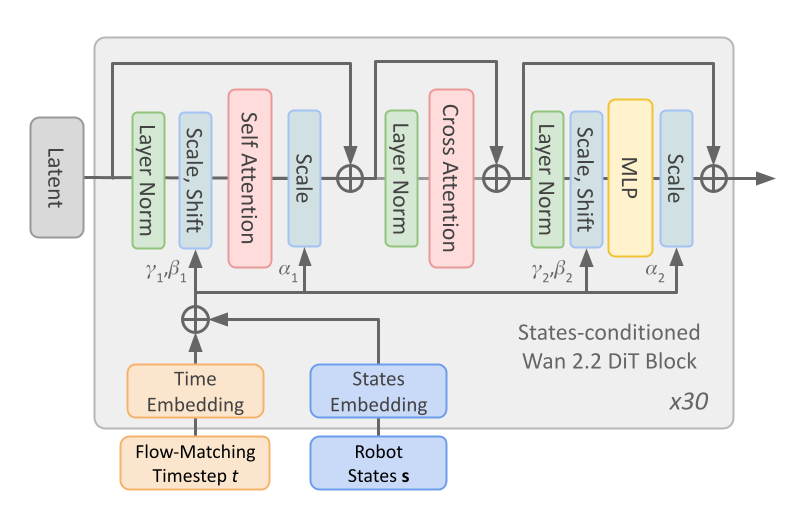 Latent
Layer Norm
Scale, Shift
Self Attention
Scale
Layer Norm
Cross Attention
Layer Norm
Scale, Shift
MLP
Scale
γ1,β1
α1
γ2,β2
α2
States-conditioned
Wan 2.2 DiT Block
x30
Time
Embedding
States
Embedding
Flow-Matching
Timestep t
Robot
States s